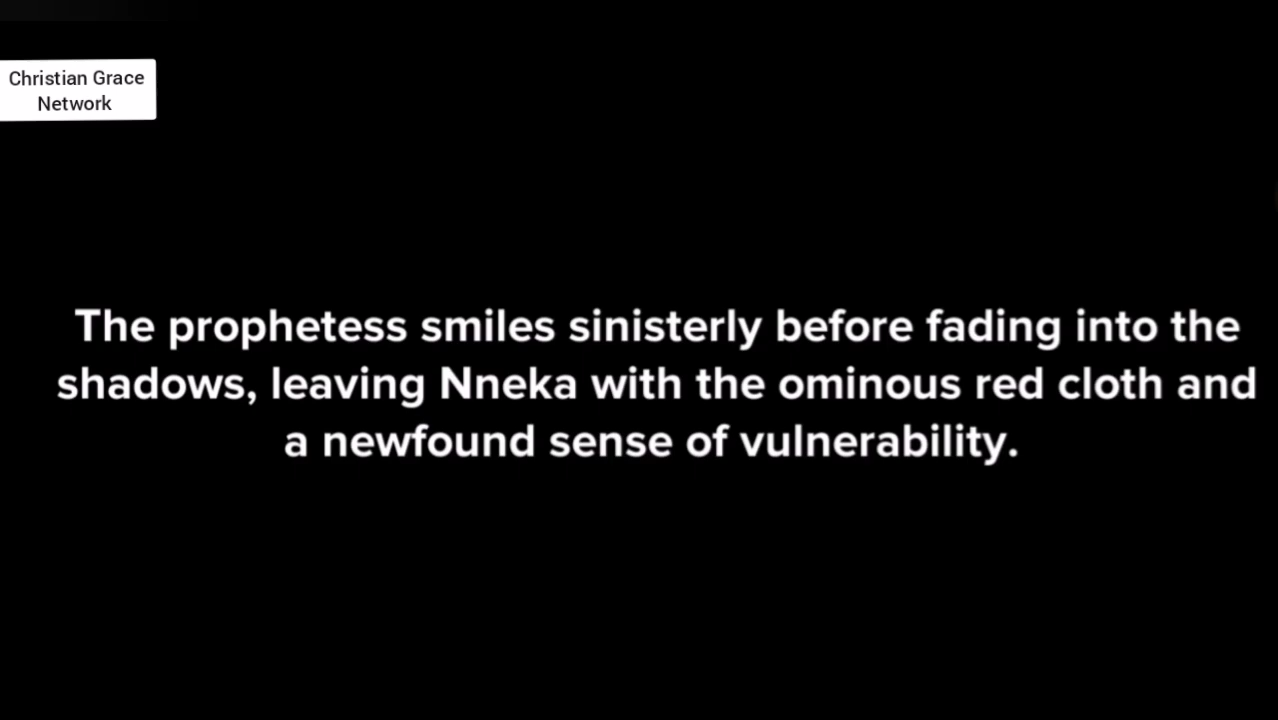 Christian Grace
Network
The prophetess smiles sinisterly before fading into the
shadows, leaving Nneka with the ominous red cloth and
a newfound sense of vulnerability.